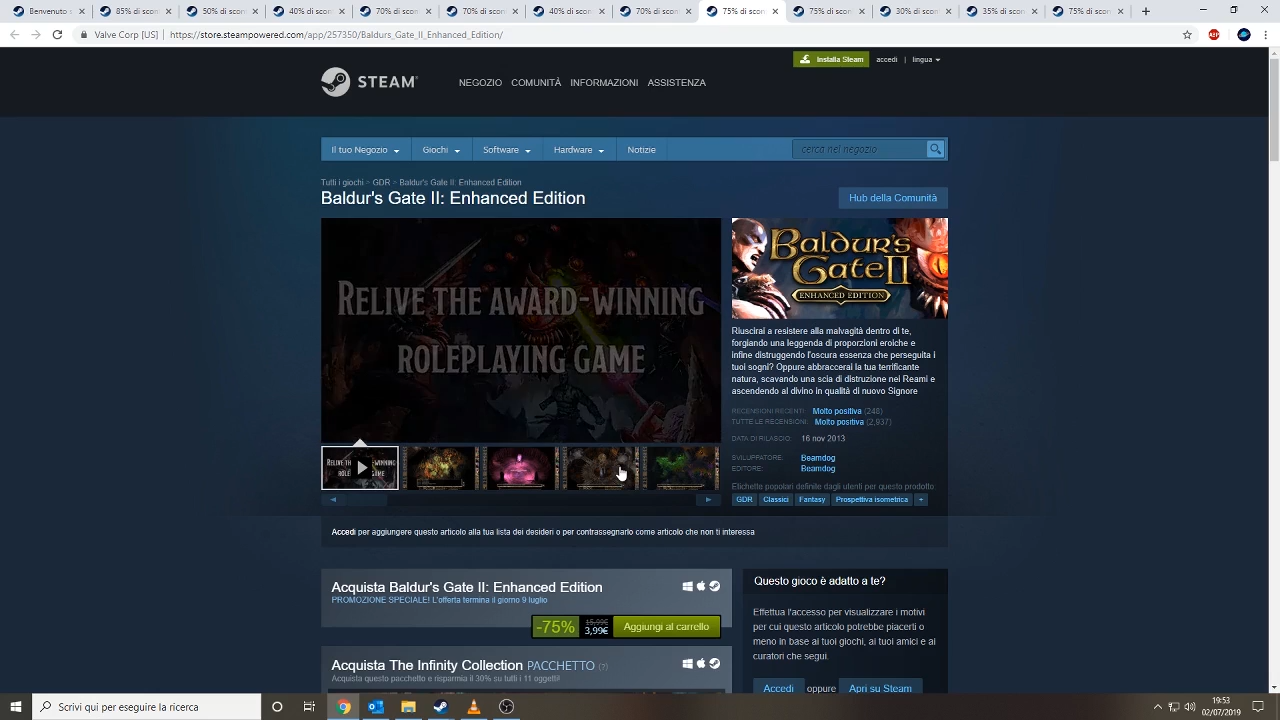 Benvenuto
85% di scon
50% di scon
40% di scon
70% di scon
40% di scon
70% di scon
75% di scon
75% di scon
30% di scon
35% di scon
75% di scon
Valve Corp [US] | https://store.steampowered.com/app/257350/Baldurs_Gate_II_Enhanced_Edition/
ABP
Installa Steam accedi | lingua
STEAM NEGOZIO COMUNITÀ INFORMAZIONI ASSISTENZA
Il tuo Negozio Giochi Software Hardware Notizie cerca nel negozio
Tutti i giochi > GDR > Baldur's Gate II: Enhanced Edition
Baldur's Gate II: Enhanced Edition
Hub della Comunità
RELIVE THE AWARD-WINNING
ROLEPLAYING GAME
BALDUR'S
GATE II
ENHANCED EDITION
Riuscirai a resistere alla malvagità dentro di te,
forgiando una leggenda di proporzioni eroiche e
infine distruggendo l'oscura essenza che perseguita i
tuoi sogni? Oppure abbraccerai la tua terrificante
natura, scavando una scia di distruzione nei Reami e
ascendendo al divino in qualità di nuovo Signore
RECENSIONI RECENTI: Molto positiva (248)
TUTTE LE RECENSIONI: Molto positiva (2,937)
DATA DI RILASCIO: 16 nov 2013
SVILUPPATORE: Beamdog
EDITORE: Beamdog
Etichette popolari definite dagli utenti per questo prodotto:
GDR Classici Fantasy Prospettiva isometrica +
Accedi per aggiungere questo articolo alla tua lista dei desideri o per contrassegnarlo come articolo che non ti interessa
Acquista Baldur's Gate II: Enhanced Edition
PROMOZIONE SPECIALE! L'offerta termina il giorno 9 luglio
-75% 15,99€ 3,99€ Aggiungi al carrello
Acquista The Infinity Collection PACCHETTO (?)
Acquista questo pacchetto e risparmia il 30% su tutti i 11 oggetti!
Questo gioco è adatto a te?
Effettua l'accesso per visualizzare i motivi
per cui questo articolo potrebbe piacerti o
meno in base ai tuoi giochi, ai tuoi amici e ai
curatori che segui.
Accedi oppure Apri su Steam
Scrivi qui per eseguire la ricerca
19:53
02/07/2019